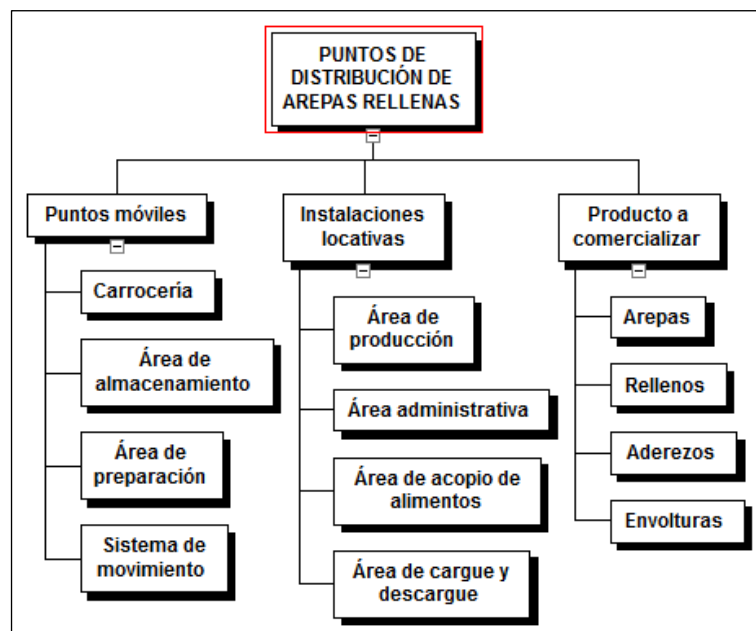 PUNTOS DE
DISTRIBUCIÓN DE
AREPAS RELLENAS
Puntos móviles
Carrocería
Área de
almacenamiento
Área de
preparación
Sistema de
movimiento
Instalaciones
locativas
Área de
producción
Área administrativa
Área de acopio de
alimentos
Área de cargue y
descargue
Producto a
comercializar
Arepas
Rellenos
Aderezos
Envolturas